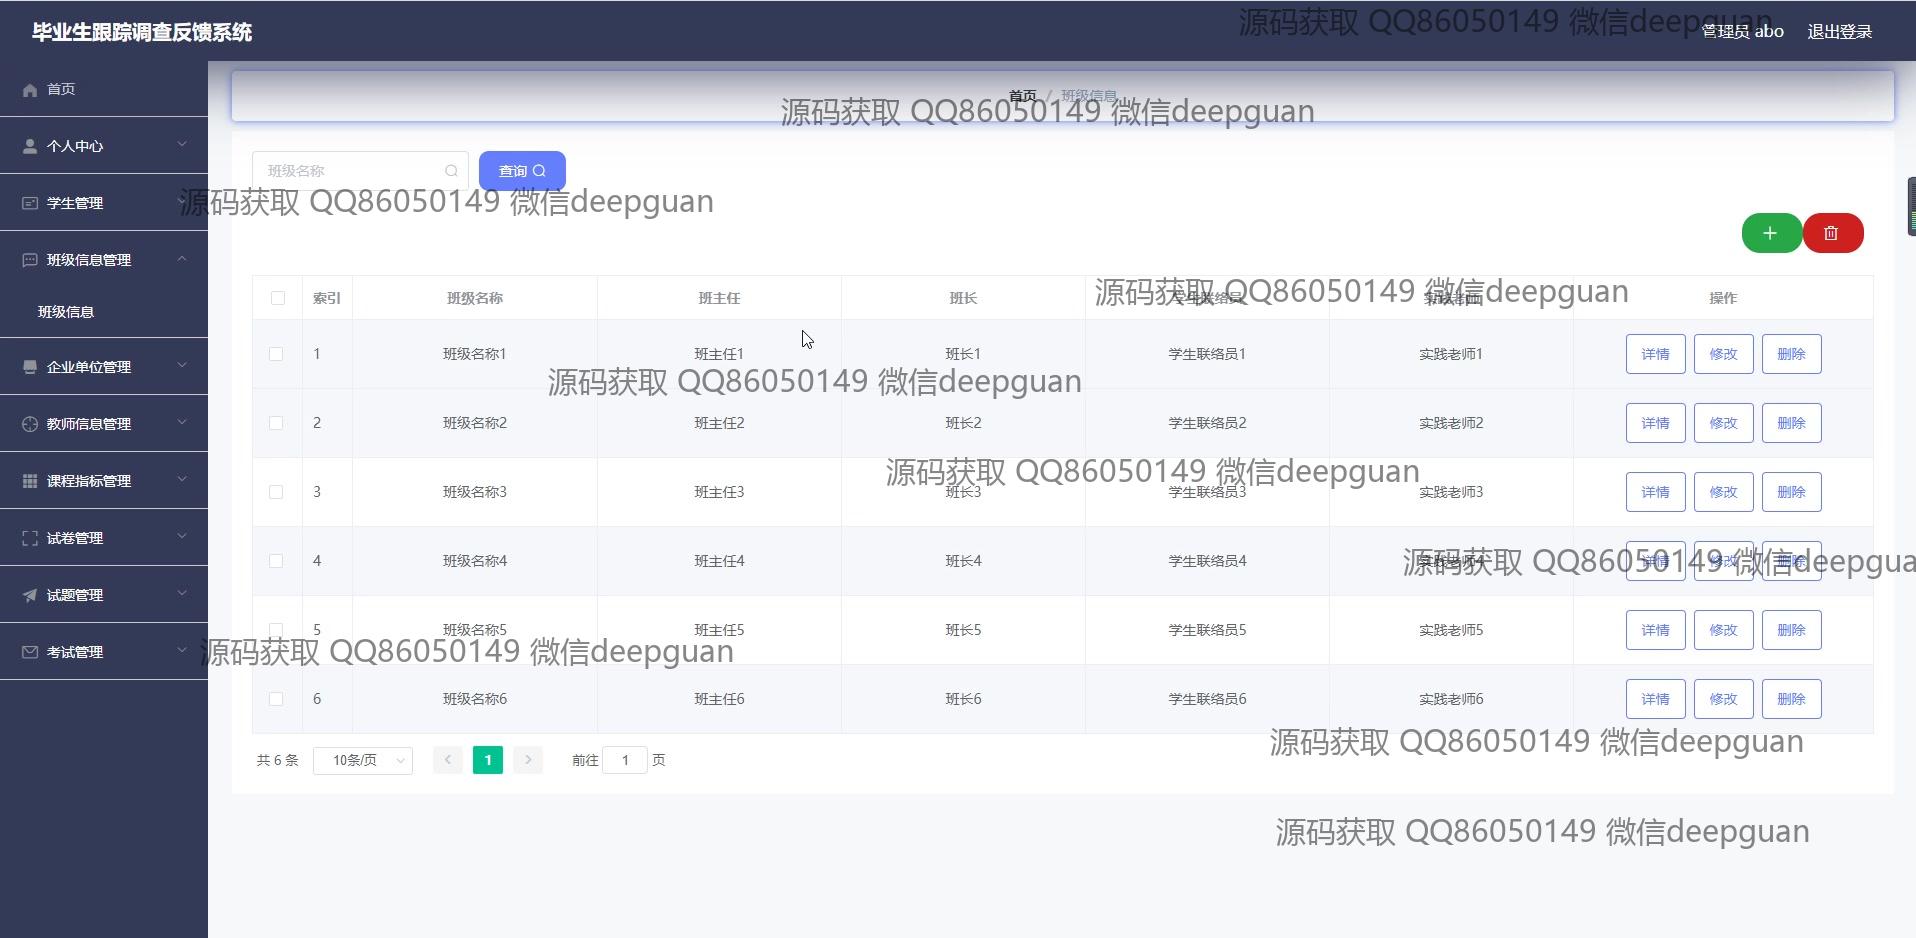 毕业生跟踪调查反馈系统
源码获取 QQ86050149 微信deepguan
管理员 abo 退出登录
首页
个人中心
学生管理
班级信息管理
班级信息
企业单位管理
教师信息管理
课程指标管理
试卷管理
试题管理
考试管理
首页 / 班级信息
源码获取 QQ86050149 微信deepguan
班级名称 查询
源码获取 QQ86050149 微信deepguan
索引 班级名称 班主任 班长 学生联络员 实践老师 操作
源码获取 QQ86050149 微信deepguan
1 班级名称1 班主任1 班长1 学生联络员1 实践老师1 详情 修改 删除
源码获取 QQ86050149 微信deepguan
2 班级名称2 班主任2 班长2 学生联络员2 实践老师2 详情 修改 删除
源码获取 QQ86050149 微信deepguan
3 班级名称3 班主任3 班长3 学生联络员3 实践老师3 详情 修改 删除
4 班级名称4 班主任4 班长4 学生联络员4 实践老师4 详情 修改 删除
源码获取 QQ86050149 微信deepgua
5 班级名称5 班主任5 班长5 学生联络员5 实践老师5 详情 修改 删除
源码获取 QQ86050149 微信deepguan
6 班级名称6 班主任6 班长6 学生联络员6 实践老师6 详情 修改 删除
源码获取 QQ86050149 微信deepguan
共 6 条 10条/页 1 前往 1 页
源码获取 QQ86050149 微信deepguan